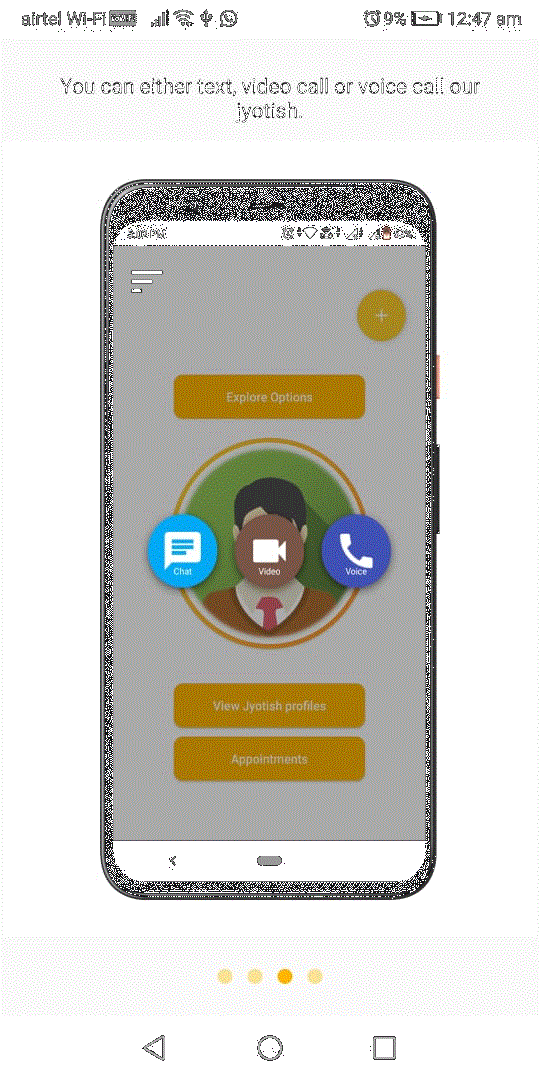 airtel Wi-Fi
9% 12:47 am
You can either text, video call or voice call our
jyotish.
Explore Options
Chat
Video
Voice
View Jyotish profiles
Appointments